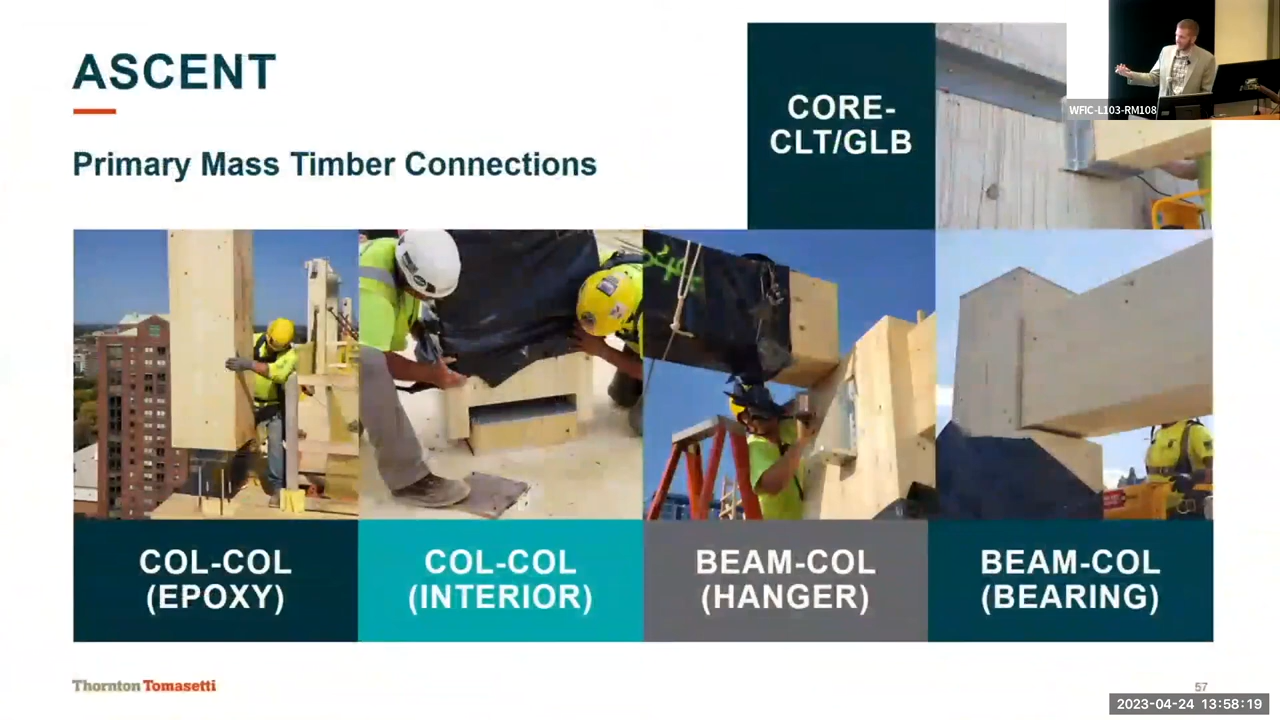 ASCENT
Primary Mass Timber Connections
CORE-
CLT/GLB
WFIC-L103-RM108
COL-COL
(EPOXY)
COL-COL
(INTERIOR)
BEAM-COL
(HANGER)
BEAM-COL
(BEARING)
Thornton Tomasetti
57
2023-04-24 13:58:19